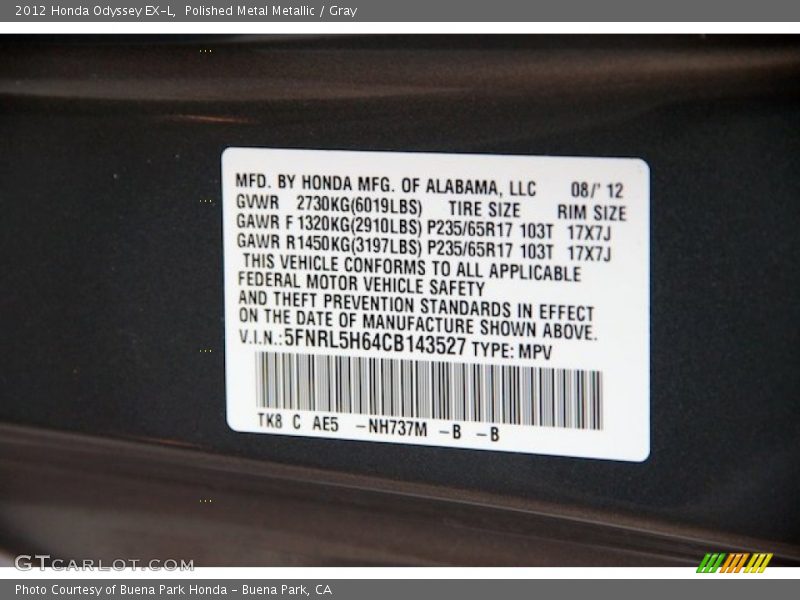 2012 Honda Odyssey EX-L, Polished Metal Metallic / Gray
MFD. BY HONDA MFG. OF ALABAMA, LLC 08/' 12
GVWR 2730KG(6019LBS) TIRE SIZE RIM SIZE
GAWR F 1320KG(2910LBS) P235/65R17 103T 17X7J
GAWR R1450KG(3197LBS) P235/65R17 103T 17X7J
THIS VEHICLE CONFORMS TO ALL APPLICABLE
FEDERAL MOTOR VEHICLE SAFETY
AND THEFT PREVENTION STANDARDS IN EFFECT
ON THE DATE OF MANUFACTURE SHOWN ABOVE.
V.I.N.:5FNRL5H64CB143527 TYPE: MPV
TK8 C AE5 -NH737M -B -B
GTCARLOT.COM
Photo Courtesy of Buena Park Honda - Buena Park, CA